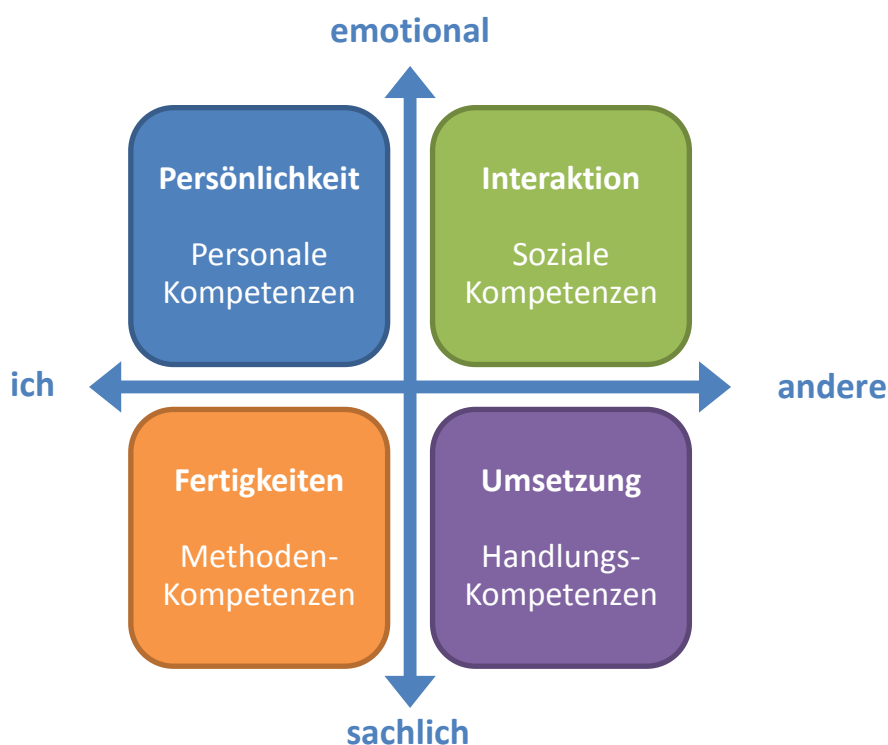 emotional
Persönlichkeit
Personale
Kompetenzen
Interaktion
Soziale
Kompetenzen
ich
andere
Fertigkeiten
Methoden-
Kompetenzen
Umsetzung
Handlungs-
Kompetenzen
sachlich